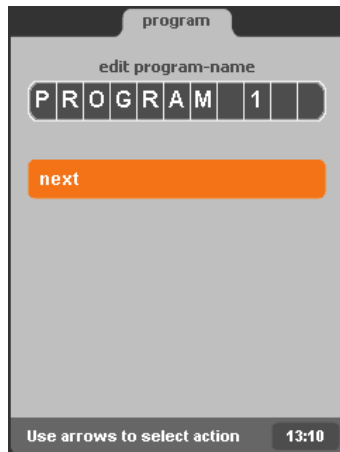 program
edit program-name
PROGRAM 1
next
Use arrows to select action 13:10